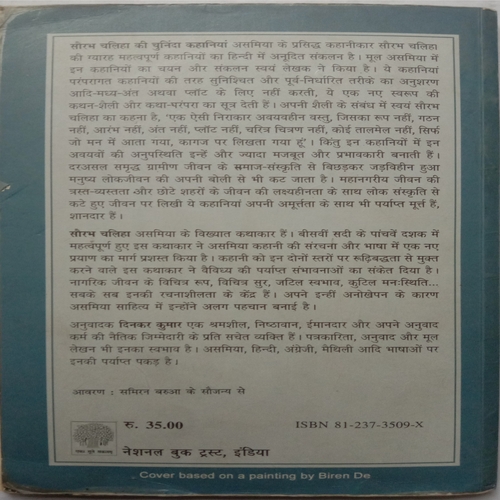 सौरभ चलिहा की चुनिंदा कहानियां असमिया के प्रसिद्ध कहानीकार सौरभ चलिहा
की ग्यारह महत्वपूर्ण कहानियों का हिन्दी में अनूदित संकलन है। मूल असमिया में
इन कहानियों का चयन और संकलन स्वयं लेखक ने किया है। ये कहानियां
परंपरागत कहानियों की तरह सुनिश्चित और पूर्व-निर्धारित तरीके का अनुशरण
आदि-मध्य-अंत अथवा प्लॉट के लिए नहीं करती, ये एक नए स्वरूप की
कथन-शैली और कथा-परंपरा का सूत्र देती हैं। अपनी शैली के संबंध में स्वयं सौरभ
चलिहा का कहना है, 'एक ऐसी निराकार अवयवहीन वस्तु, जिसका रूप नहीं, गठन
नहीं, आरंभ नहीं, अंत नहीं, प्लॉट नहीं, चरित्र चित्रण नहीं, कोई तालमेल नहीं, सिर्फ
जो मन में आता गया, कागज पर लिखता गया हूं'। किंतु इन कहानियों में इन
अवयवों की अनुपस्थिति इन्हें और ज्यादा मजबूत और प्रभावकारी बनाती हैं।
दरअसल समृद्ध ग्रामीण जीवन के समाज-संस्कृति से बिछड़कर जड़विहीन हुआ
मनुष्य लोकजीवन की अपनी बोली से भी कट जाता है। महानगरीय जीवन की
त्रस्त-व्यस्तता और छोटे शहरों के जीवन की लक्ष्यहीनता के साथ लोक संस्कृति से
कटे हुए जीवन पर लिखी ये कहानियां अपनी अमूर्त्तता के साथ भी पर्याप्त मूर्त्त हैं,
शानदार हैं।
सौरभ चलिहा असमिया के विख्यात कथाकार हैं। बीसवीं सदी के पांचवें दशक में
महत्वपूर्ण हुए इस कथाकार ने असमिया कहानी की संरचना और भाषा में एक नए
प्रयाण का मार्ग प्रशस्त किया है। कहानी को इन दोनों स्तरों पर रूढ़िबद्धता से मुक्त
करने वाले इस कथाकार ने वैविध्य की पर्याप्त संभावनाओं का संकेत दिया है।
नागरिक जीवन के विचित्र रूप, विचित्र सुर, जटिल स्वभाव, कुटिल मनःस्थिति...
सबके सब इनकी रचनाशीलता के केंद्र हैं। अपने इन्हीं अनोखेपन के कारण
असमिया साहित्य में इन्होंने अलग पहचान बनाई है।
अनुवादक दिनकर कुमार एक श्रमशील, निष्ठावान, ईमानदार और अपने अनुवाद
कर्म की नैतिक जिम्मेदारी के प्रति सचेत व्यक्ति हैं। पत्रकारिता, अनुवाद और मूल
लेखन भी इनका स्वभाव है। असमिया, हिन्दी, अंग्रेजी, मैथिली आदि भाषाओं पर
इनकी पर्याप्त पकड़ है।
आवरण : समिरन बरुआ के सौजन्य से
रु. 35.00 ISBN 81-237-3509-X
नेशनल बुक ट्रस्ट, इंडिया
Cover based on a painting by Biren De